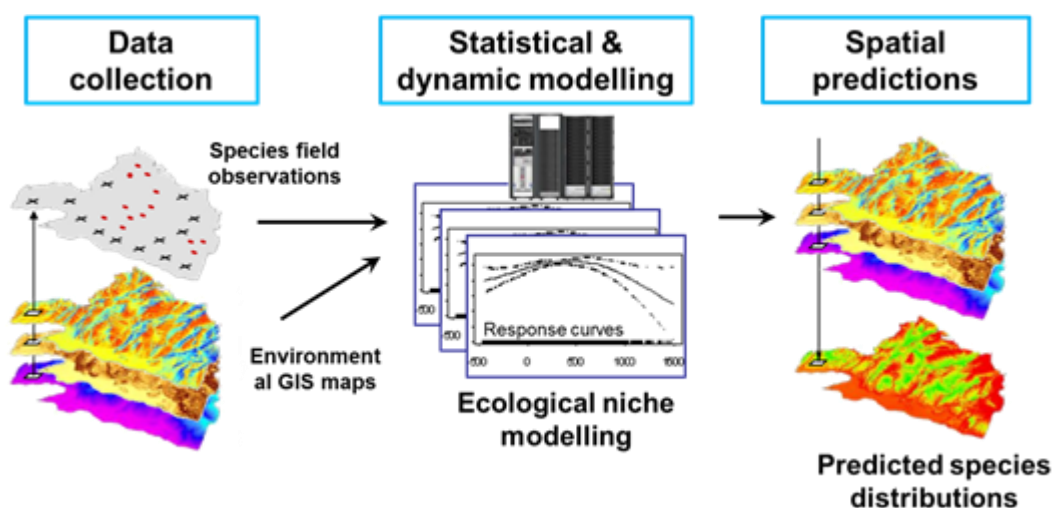 Data
collection
Statistical &
dynamic modelling
Spatial
predictions
Species field
observations
Environment
al GIS maps
Response curves
-500
0
500
1000
1500
Ecological niche
modelling
Predicted species
distributions